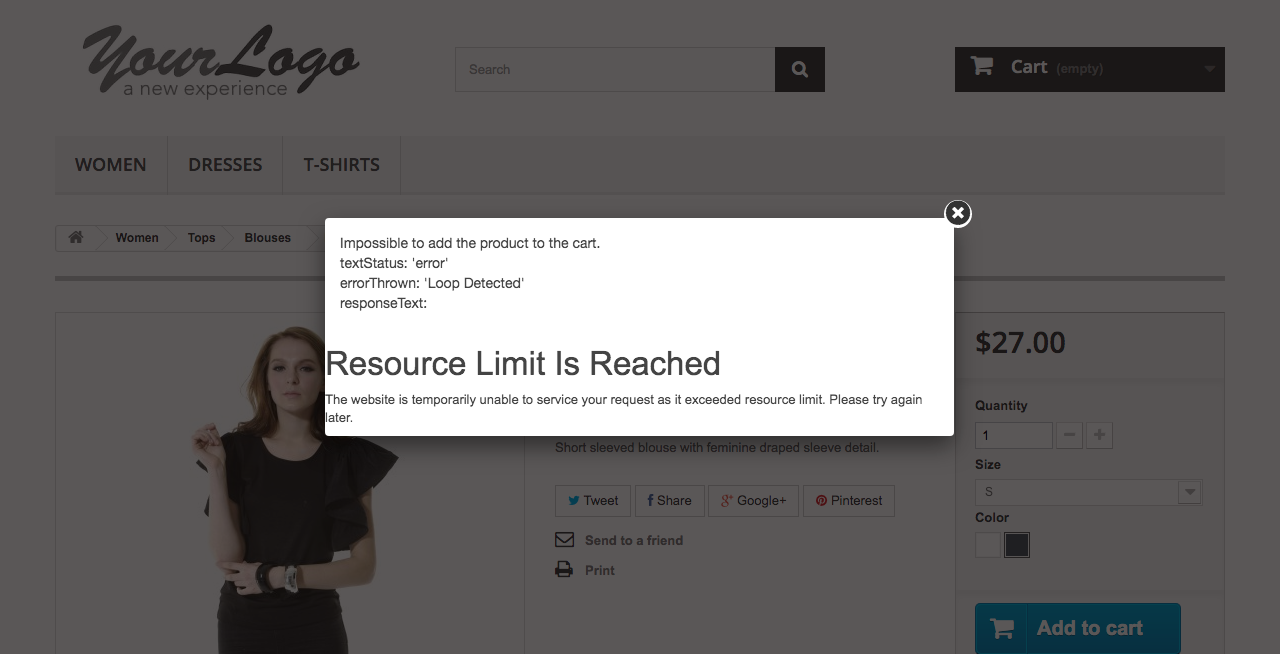 YourLogo
a new experience
Search
Cart (empty)
WOMEN
DRESSES
T-SHIRTS
Women
Tops
Blouses
Impossible to add the product to the cart.
textStatus: 'error'
errorThrown: 'Loop Detected'
responseText:
Resource Limit Is Reached
The website is temporarily unable to service your request as it exceeded resource limit. Please try again
later.
Short sleeved blouse with feminine draped sleeve detail.
Tweet
Share
Google+
Pinterest
Send to a friend
Print
$27.00
Quantity
1
Size
S
Color
Add to cart